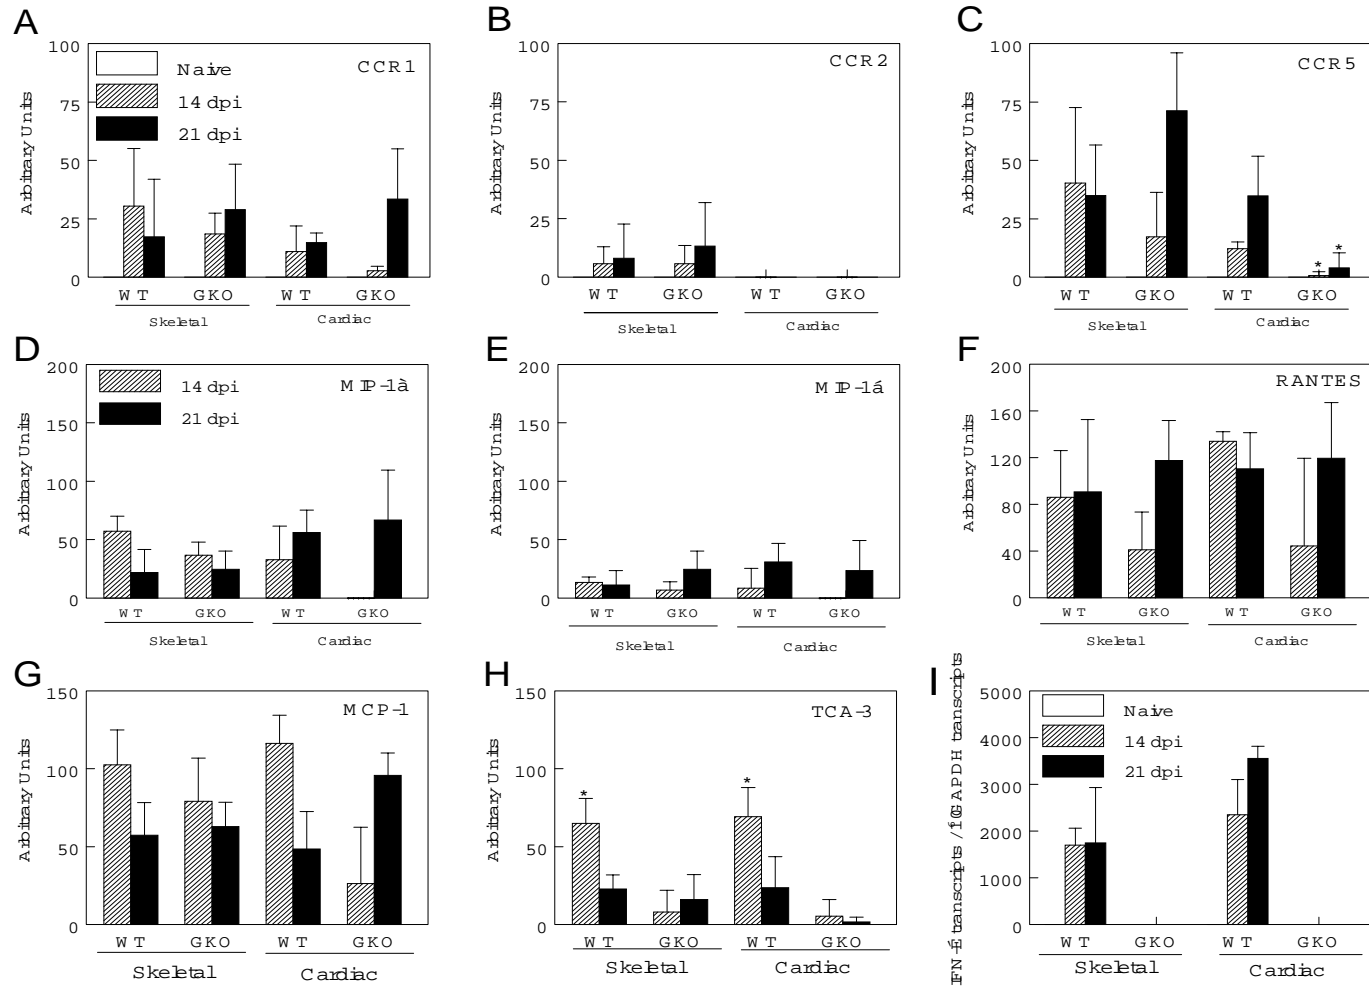 A
100
75
50
25
0
Arbitrary Units
Naive
14 dpi
21 dpi
CCR1
WT GKO WT GKO
Skeletal Cardiac
B
100
75
50
25
0
Arbitrary Units
CCR2
WT GKO WT GKO
Skeletal Cardiac
C
100
75
50
25
0
Arbitrary Units
CCR5
* *
WT GKO WT GKO
Skeletal Cardiac
D
200
150
100
50
0
Arbitrary Units
14 dpi
21 dpi
MIP-1à
WT GKO WT GKO
Skeletal Cardiac
E
200
150
100
50
0
Arbitrary Units
MIP-1á
WT GKO WT GKO
Skeletal Cardiac
F
200
160
120
80
40
0
Arbitrary Units
RANTES
WT GKO WT GKO
Skeletal Cardiac
G
150
100
50
0
Arbitrary Units
MCP-1
WT GKO WT GKO
Skeletal Cardiac
H
150
100
50
0
Arbitrary Units
TCA-3
* *
WT GKO WT GKO
Skeletal Cardiac
I
5000
4000
3000
2000
1000
0
transcripts GAPDH transcripts
Naive
14 dpi
21 dpi
WT GKO WT GKO
Skeletal Cardiac